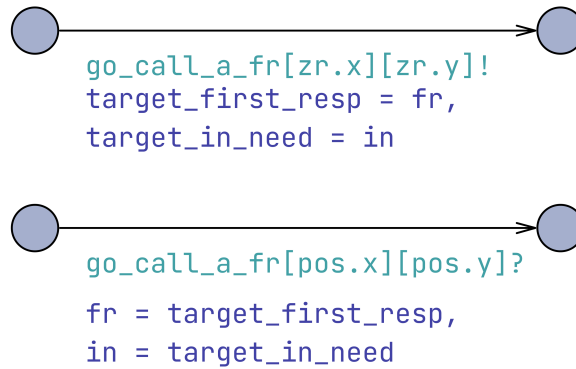 go_call_a_fr[zr.x][zr.y]!
target_first_resp = fr,
target_in_need = in
go_call_a_fr[pos.x][pos.y]?
fr = target_first_resp,
in = target_in_need